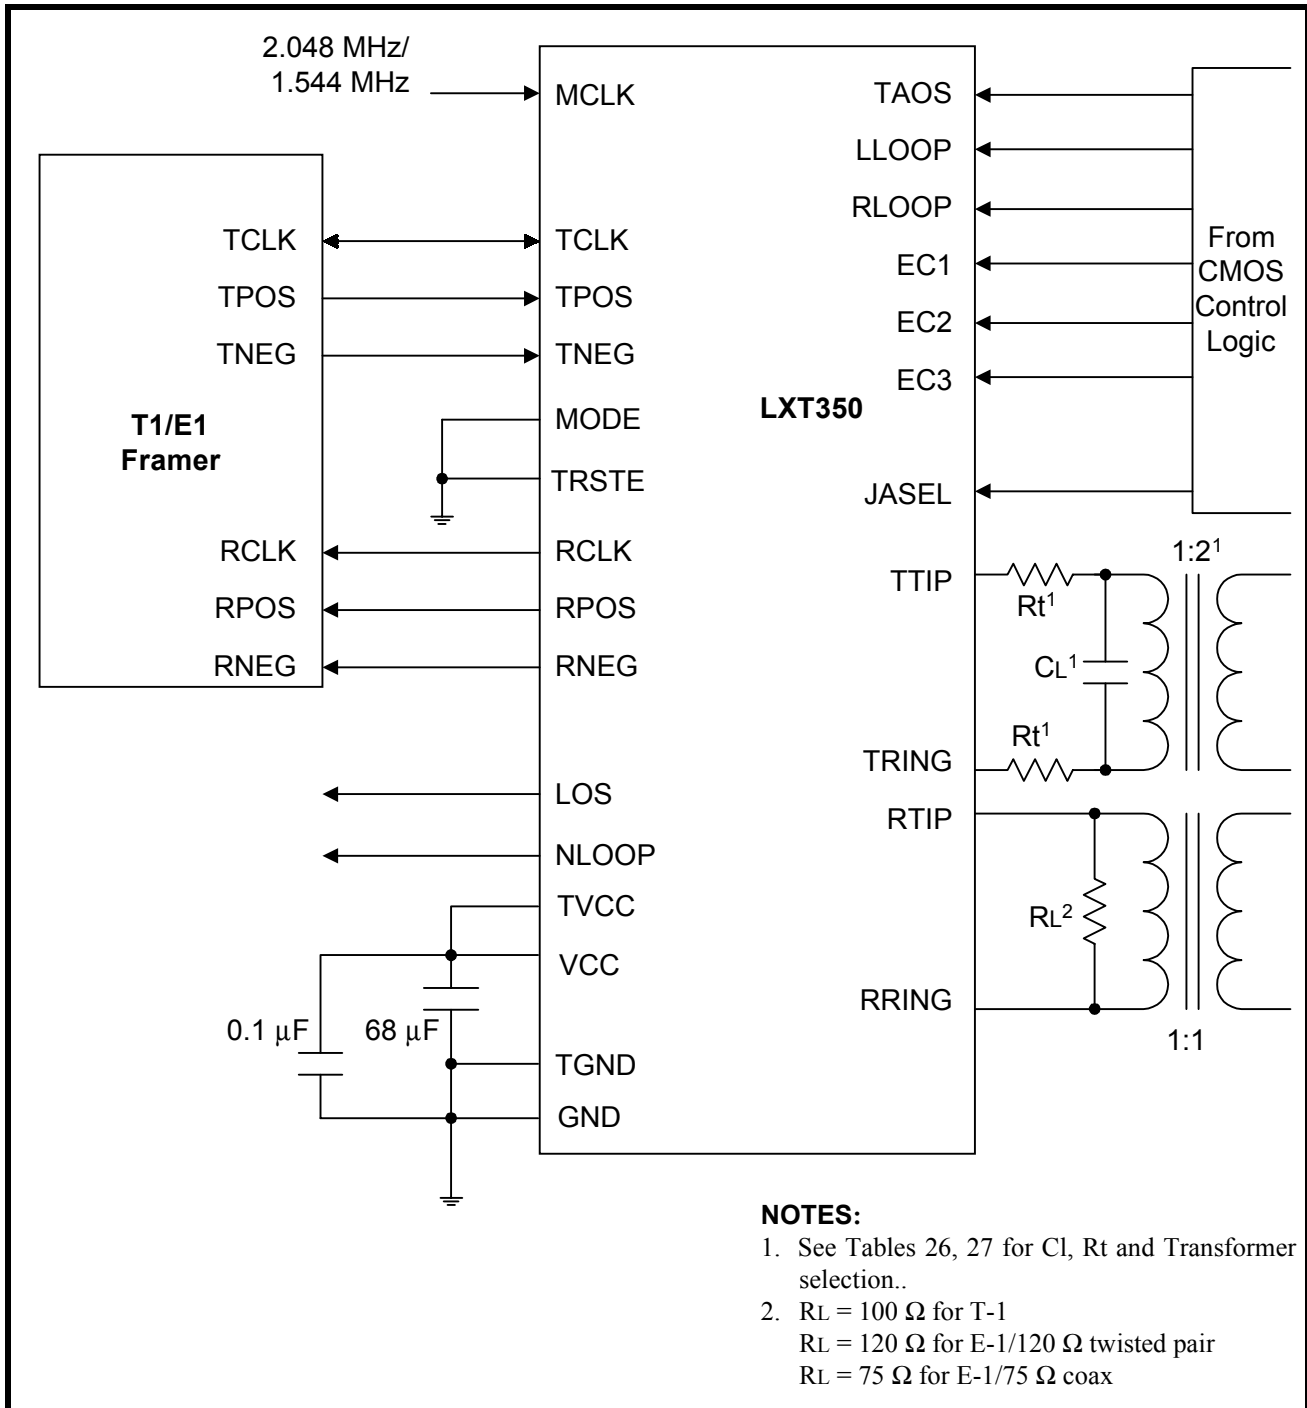 2.048 MHz/
1.544 MHz
MCLK
TAOS
LLOOP
RLOOP
EC1
EC2
EC3
JASEL
From
CMOS
Control
Logic
TCLK
TPOS
TNEG
T1/E1
Framer
RCLK
RPOS
RNEG
TCLK
TPOS
TNEG
MODE
TRSTE
RCLK
RPOS
RNEG
LXT350
LOS
NLOOP
TVCC
VCC
TGND
GND
0.1 µF
68 µF
TTIP
TRING
RTIP
RRING
Rt¹
CL¹
Rt¹
1:2¹
RL²
1:1
NOTES:
1. See Tables 26, 27 for Cl, Rt and Transformer
selection..
2. RL = 100 Ω for T-1
RL = 120 Ω for E-1/120 Ω twisted pair
RL = 75 Ω for E-1/75 Ω coax